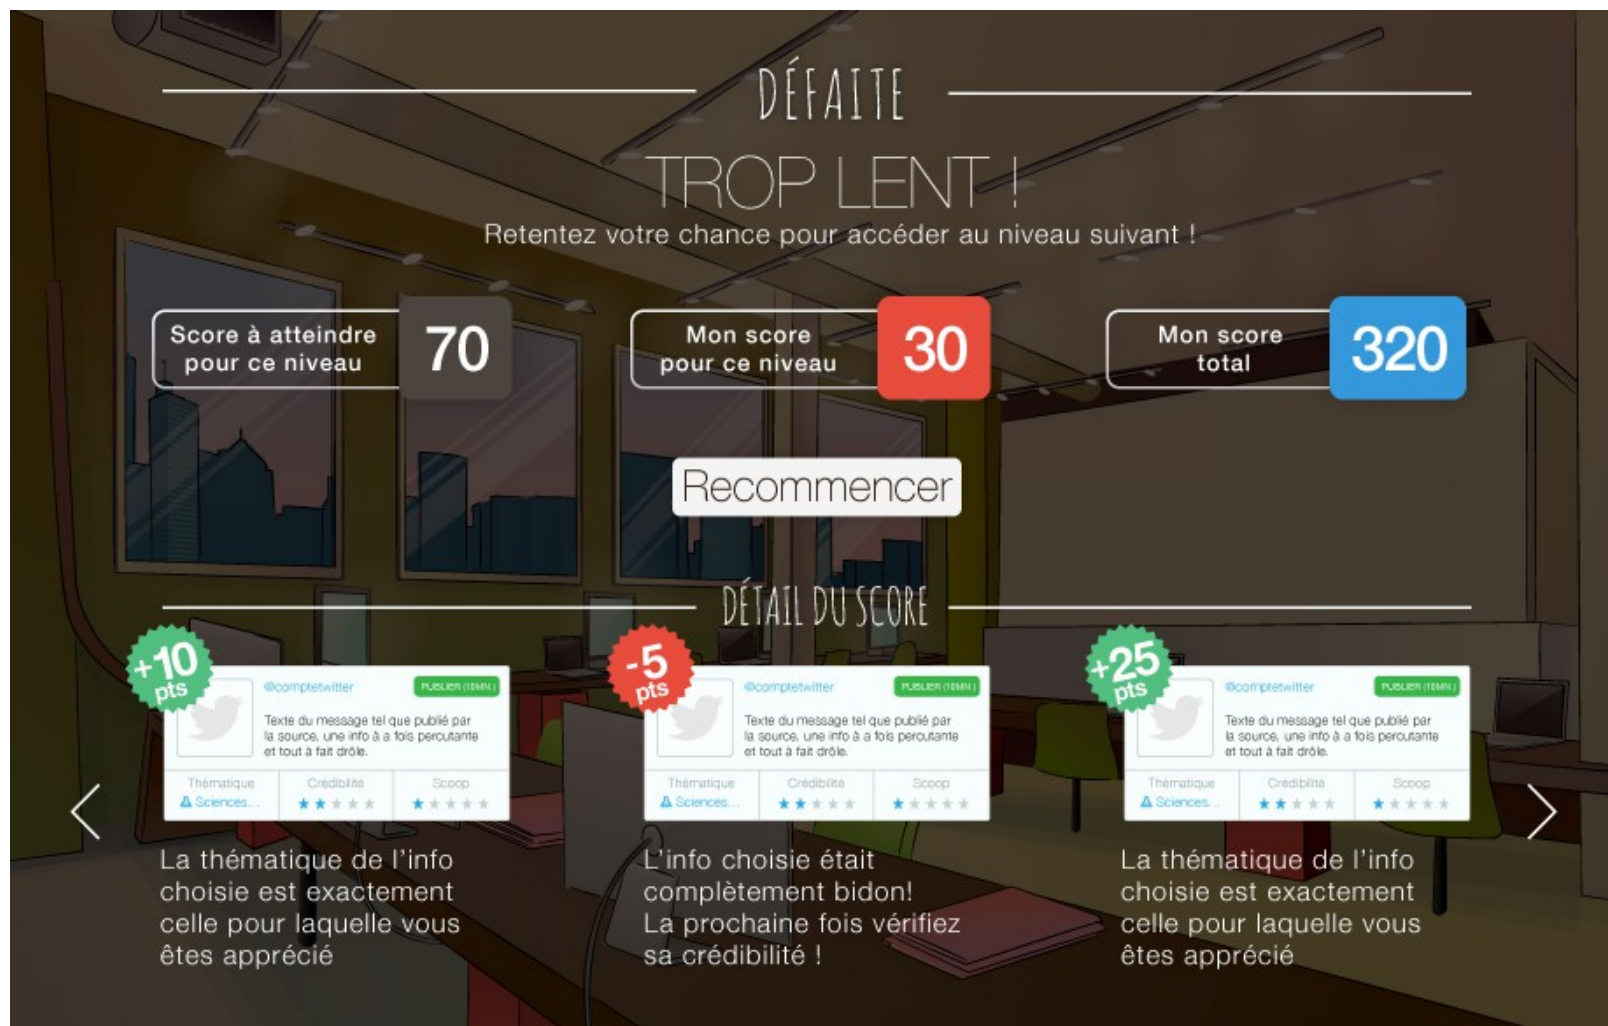 DÉFAITE
TROP LENT !
Retentez votre chance pour accéder au niveau suivant !
Score à atteindre
pour ce niveau
70
Mon score
pour ce niveau
30
Mon score
total
320
Recommencer
DÉTAIL DU SCORE
+10
pts
@comptetwitter
PUBLIER (10MN.)
Texte du message tel que publié par
la source, une info à a fois percutante
et tout à fait drôle.
Thématique
Crédibilité
Scoop
Sciences...
La thématique de l'info
choisie est exactement
celle pour laquelle vous
êtes apprécié
-5
pts
@comptetwitter
PUBLIER (10MN.)
Texte du message tel que publié par
la source, une info à a fois percutante
et tout à fait drôle.
Thématique
Crédibilité
Scoop
Sciences...
L'info choisie était
complètement bidon!
La prochaine fois vérifiez
sa crédibilité !
+25
pts
@comptetwitter
PUBLIER (10MN.)
Texte du message tel que publié par
la source, une info à a fois percutante
et tout à fait drôle.
Thématique
Crédibilité
Scoop
Sciences...
La thématique de l'info
choisie est exactement
celle pour laquelle vous
êtes apprécié